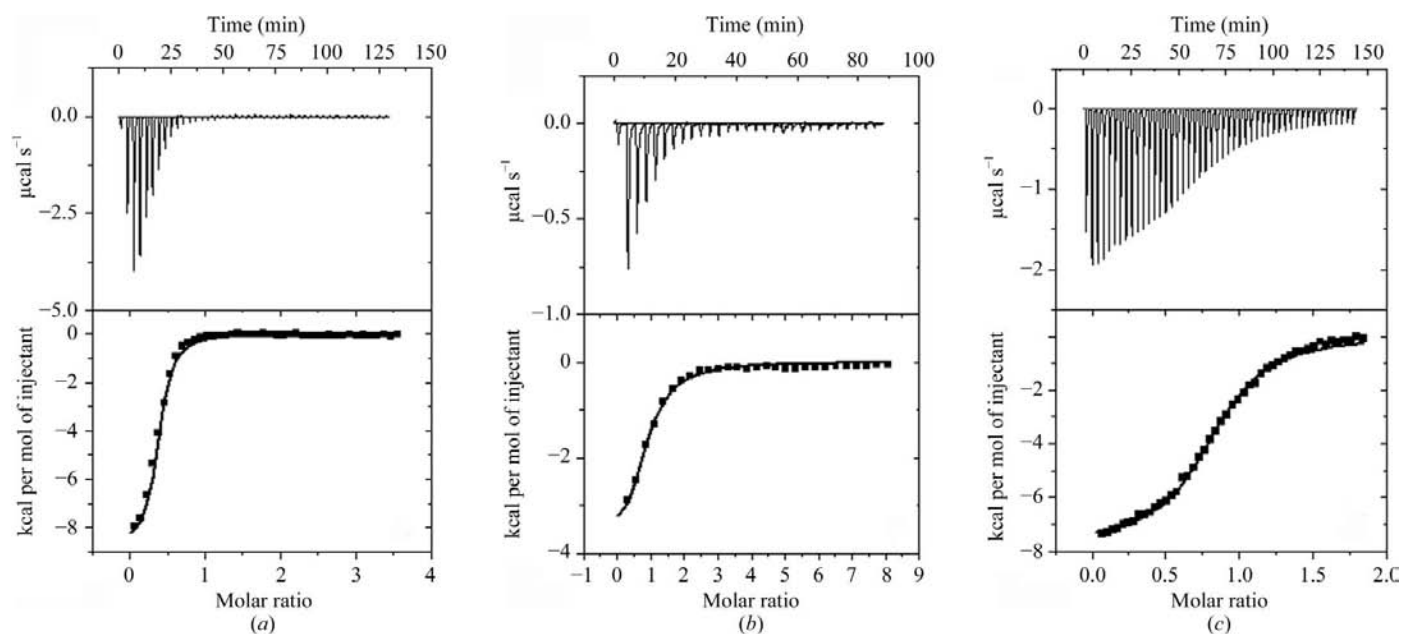 Time (min)
0 25 50 75 100 125 150
0.0
−2.5
−5.0
μcal s⁻¹
0
−2
−4
−6
−8
kcal per mol of injectant
0 1 2 3 4
Molar ratio
(a)
Time (min)
0 20 40 60 80 100
0.0
−0.5
−1.0
μcal s⁻¹
0
−2
−4
kcal per mol of injectant
−1 0 1 2 3 4 5 6 7 8 9
Molar ratio
(b)
Time (min)
0 25 50 75 100 125 150
0
−1
−2
μcal s⁻¹
−2
−4
−6
−8
kcal per mol of injectant
0.0 0.5 1.0 1.5 2.0
Molar ratio
(c)